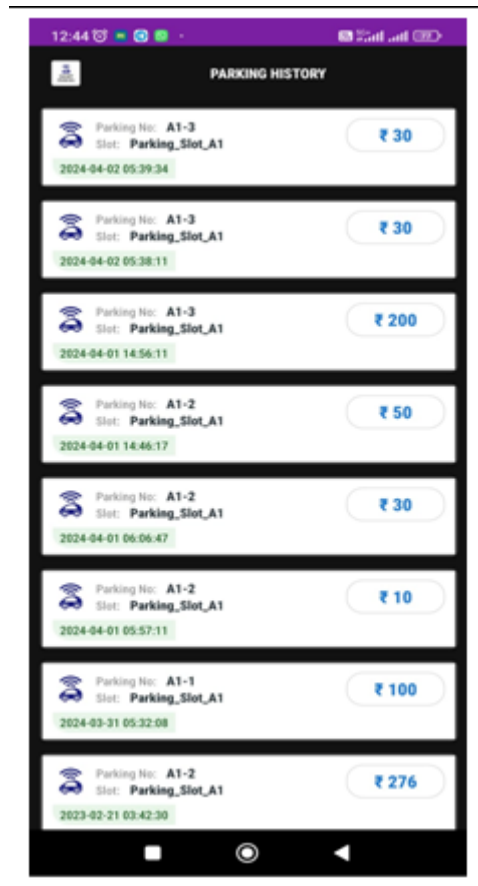 12:44
PARKING HISTORY
Parking No: A1-3
Slot: Parking_Slot_A1
₹ 30
2024-04-02 05:39:34
Parking No: A1-3
Slot: Parking_Slot_A1
₹ 30
2024-04-02 05:38:11
Parking No: A1-3
Slot: Parking_Slot_A1
₹ 200
2024-04-01 14:56:11
Parking No: A1-2
Slot: Parking_Slot_A1
₹ 50
2024-04-01 14:46:17
Parking No: A1-2
Slot: Parking_Slot_A1
₹ 30
2024-04-01 06:06:47
Parking No: A1-2
Slot: Parking_Slot_A1
₹ 10
2024-04-01 05:57:11
Parking No: A1-1
Slot: Parking_Slot_A1
₹ 100
2024-03-31 05:32:08
Parking No: A1-2
Slot: Parking_Slot_A1
₹ 276
2023-02-21 03:42:30